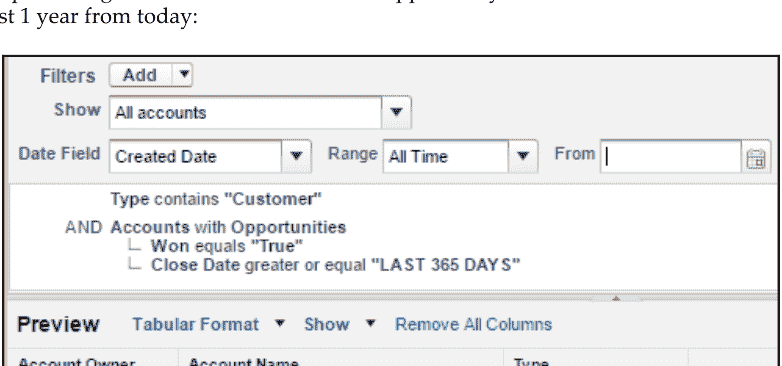 st 1 year from today:
Filters Add
Show All accounts
Date Field Created Date Range All Time From
Type contains "Customer"
AND Accounts with Opportunities
Won equals "True"
Close Date greater or equal "LAST 365 DAYS"
Preview Tabular Format Show Remove All Columns
Account Owner Account Name Type